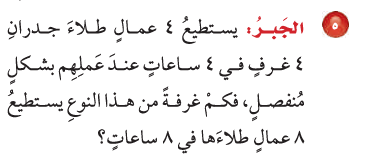 ٥ الجَبرُ: يستطيعُ ٤ عمالٍ طلاءَ جدرانِ
٤ غرفٍ في ٤ ساعاتٍ عندَ عملِهِم بشكلٍ
مُنفصلٍ، فكمْ غرفةً من هذا النوعِ يستطيعُ
٨ عمالٍ طلاءَها في ٨ ساعاتٍ؟